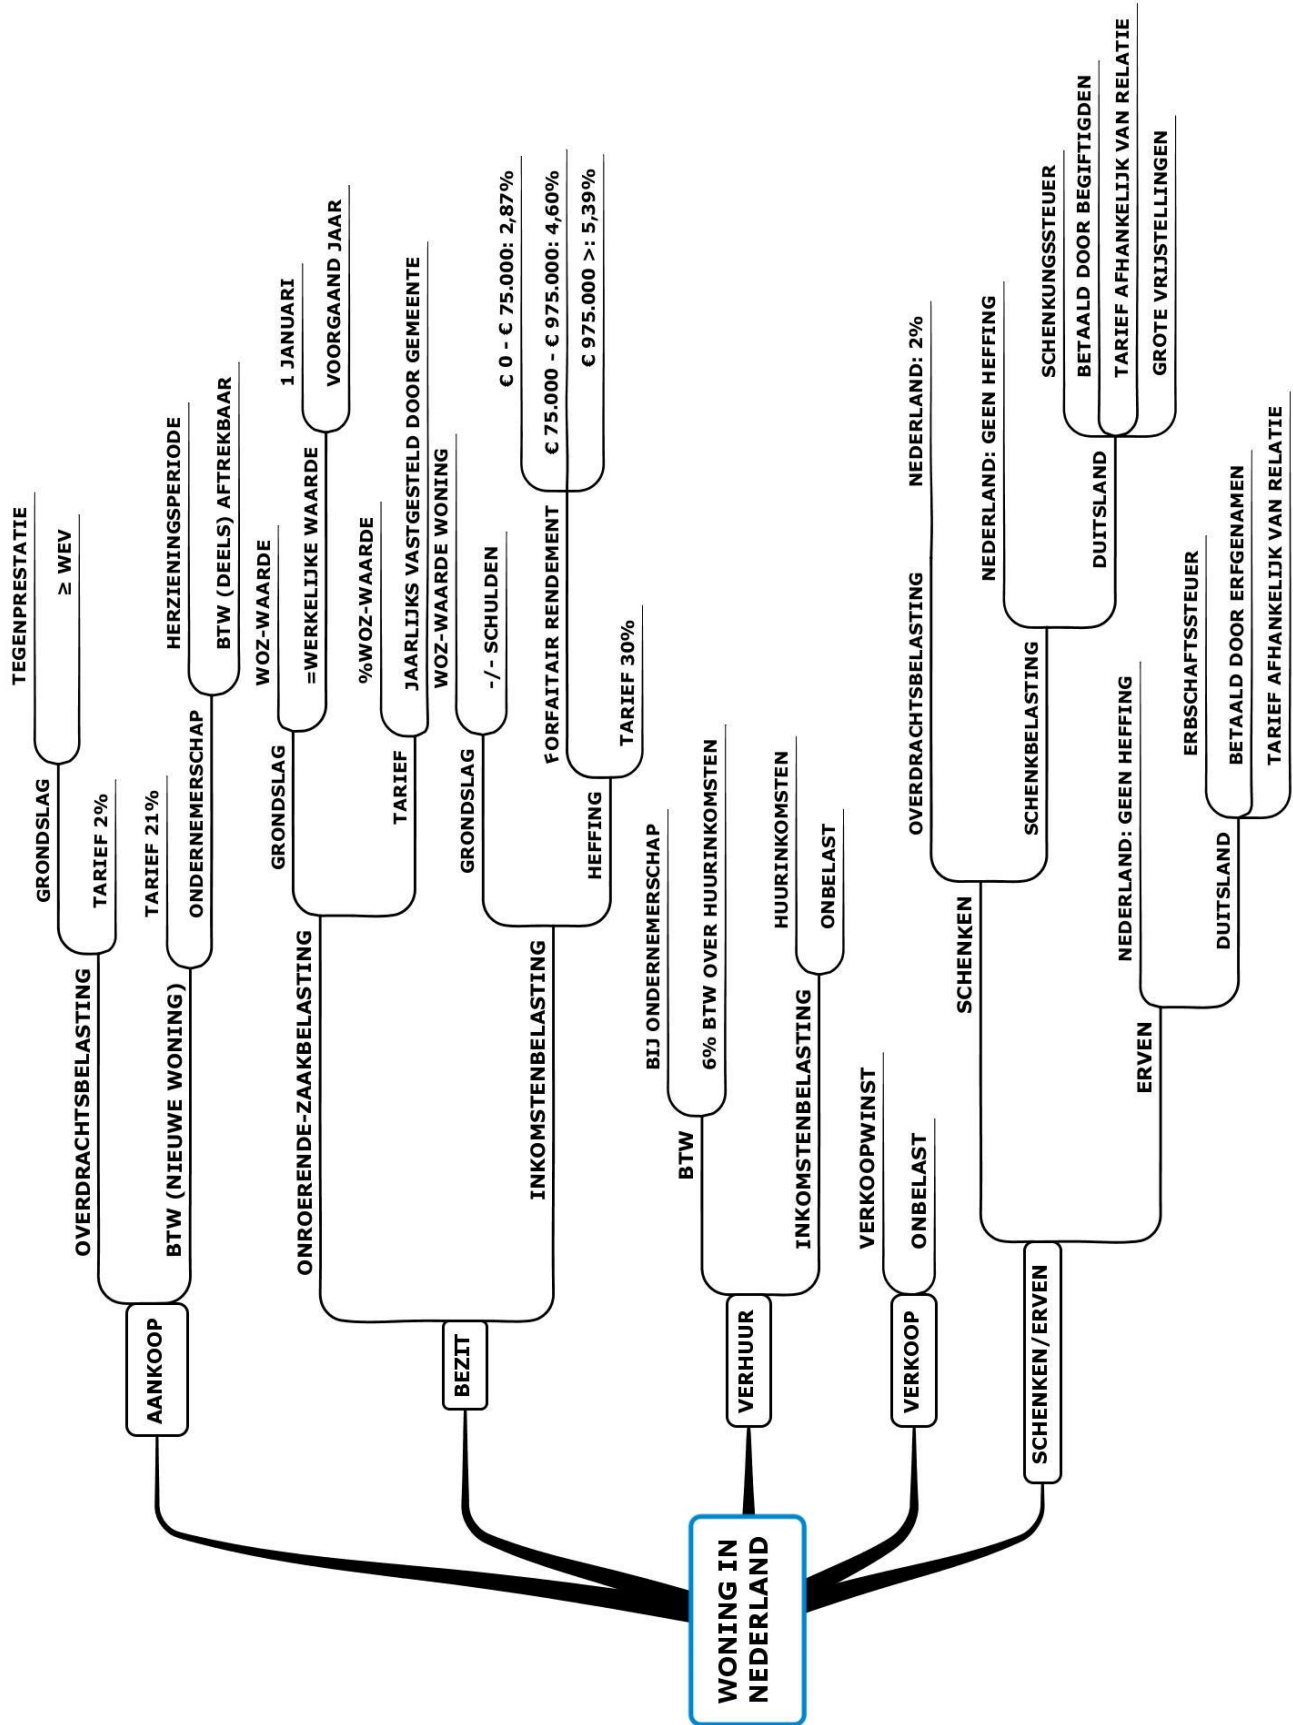 WONING IN
NEDERLAND
AANKOOP
OVERDRACHTSBELASTING
GRONDSLAG
TEGENPRESTATIE
≥ WEV
TARIEF 2%
BTW (NIEUWE WONING)
TARIEF 21%
ONDERNEMERSCHAP
HERZIENINGSPERIODE
BTW (DEELS) AFTREKBAAR
BEZIT
ONROERENDE-ZAAKBELASTING
GRONDSLAG
WOZ-WAARDE
=WERKELIJKE WAARDE
1 JANUARI
VOORGAAND JAAR
TARIEF
%WOZ-WAARDE
JAARLIJKS VASTGESTELD DOOR GEMEENTE
INKOMSTENBELASTING
GRONDSLAG
WOZ-WAARDE WONING
-/- SCHULDEN
HEFFING
FORFAITAIR RENDEMENT
€ 0 - € 75.000: 2,87%
€ 75.000 - € 975.000: 4,60%
€ 975.000 >: 5,39%
TARIEF 30%
VERHUUR
BTW
BIJ ONDERNEMERSCHAP
6% BTW OVER HUURINKOMSTEN
INKOMSTENBELASTING
HUURINKOMSTEN
ONBELAST
VERKOOP
VERKOOPWINST
ONBELAST
SCHENKEN/ERVEN
SCHENKEN
OVERDRACHTSBELASTING
NEDERLAND: 2%
SCHENKBELASTING
NEDERLAND: GEEN HEFFING
DUITSLAND
SCHENKUNGSSTEUER
BETAALD DOOR BEGIFTIGDEN
TARIEF AFHANKELIJK VAN RELATIE
GROTE VRIJSTELLINGEN
ERVEN
NEDERLAND: GEEN HEFFING
DUITSLAND
ERBSCHAFTSSTEUER
BETAALD DOOR ERFGENAMEN
TARIEF AFHANKELIJK VAN RELATIE